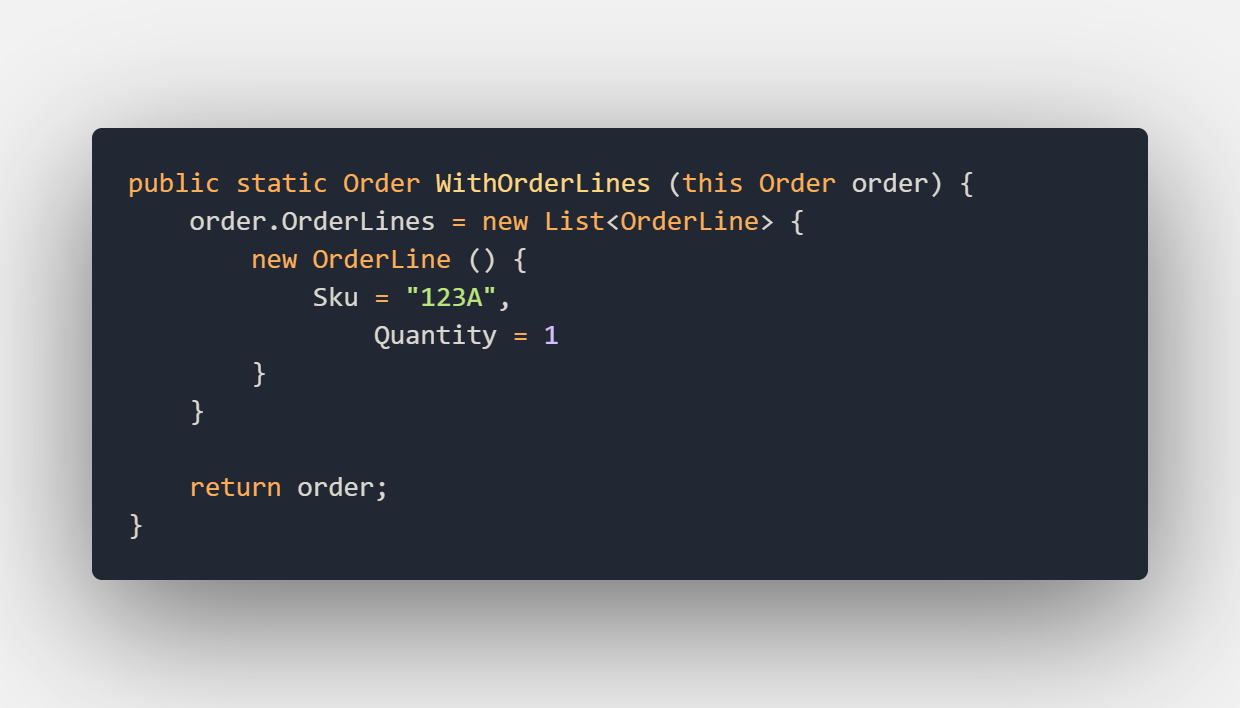 public static Order WithOrderLines (this Order order) {
    order.OrderLines = new List<OrderLine> {
        new OrderLine () {
            Sku = "123A",
                Quantity = 1
        }
    }

    return order;
}